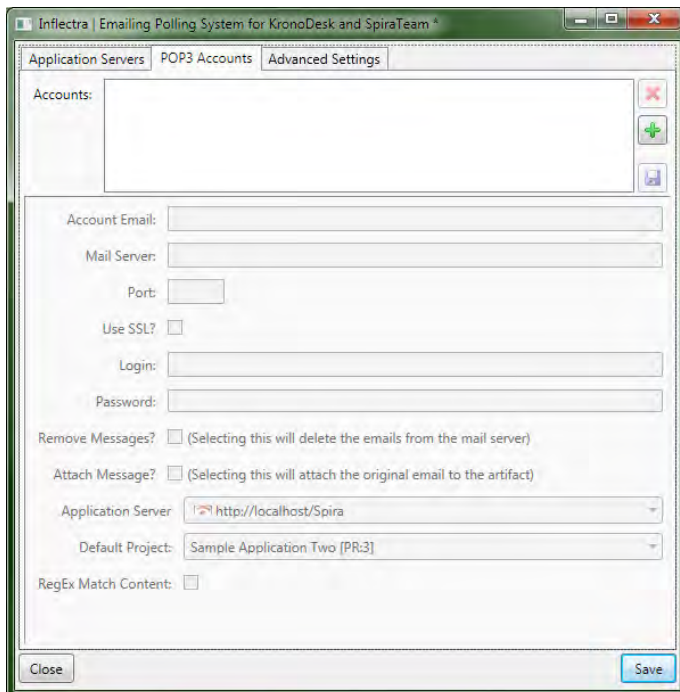 Inflectra | Emailing Polling System for KronoDesk and SpiraTeam *
Application Servers POP3 Accounts Advanced Settings
Accounts:
Account Email:
Mail Server:
Port:
Use SSL?
Login:
Password:
Remove Messages? (Selecting this will delete the emails from the mail server)
Attach Message? (Selecting this will attach the original email to the artifact)
Application Server http://localhost/Spira
Default Project: Sample Application Two [PR:3]
RegEx Match Content:
Close Save